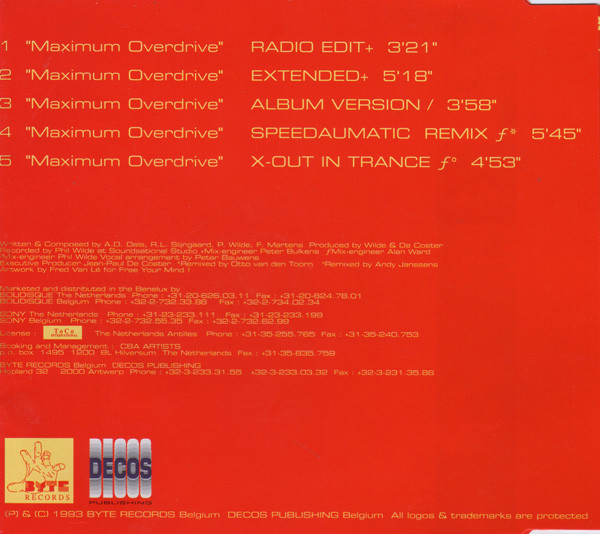 1 "Maximum Overdrive" RADIO EDIT+ 3'21"
2 "Maximum Overdrive" EXTENDED+ 5'18"
3 "Maximum Overdrive" ALBUM VERSION / 3'58"
4 "Maximum Overdrive" SPEEDAUMATIC REMIX ƒ* 5'45"
5 "Maximum Overdrive" X-OUT IN TRANCE ƒ° 4'53"
Written & Composed by A.D. Dels, R.L. Slijngaard, P. Wilde, F. Martens Produced by Wilde & De Coster
Recorded by Phil Wilde at Soundsational Studio +Mix-engineer Peter Bulkens ƒMix-engineer Alan Ward
/Mix-engineer Phil Wilde Vocal arrangement by Peter Bauwens
Executive Producer Jean-Paul De Coster *Remixed by Otto van den Toorn °Remixed by Andy Janssens
Artwork by Fred Van Lé for Free Your Mind !
Marketed and distributed in the Benelux by
BOUDISQUE The Netherlands Phone : +31-20-626.03.11 Fax : +31-20-624.78.01
BOUDISQUE Belgium Phone : +32-2-732.33.86 Fax : +32-2-734.02.34
SONY The Netherlands Phone : +31-23-233.111 Fax : +31-23-233.199
SONY Belgium Phone : +32-2-732.55.35 Fax : +32-2-732.62.99
License : TaCo INTERNATIONAL The Netherlands Antilles Phone : +31-35-255.765 Fax : +31-35-240.753
Booking and Management : CBA ARTISTS
p.o. box 1495 1200 BL Hilversum The Netherlands Fax : +31-35-835.759
BYTE RECORDS Belgium DECOS PUBLISHING
Hopland 32 2000 Antwerp Phone : +32-3-233.31.55 +32-3-233.03.32 Fax : +32-3-231.35.88
BYTE RECORDS
DECOS PUBLISHING
(P) & (C) 1993 BYTE RECORDS Belgium DECOS PUBLISHING Belgium All logos & trademarks are protected